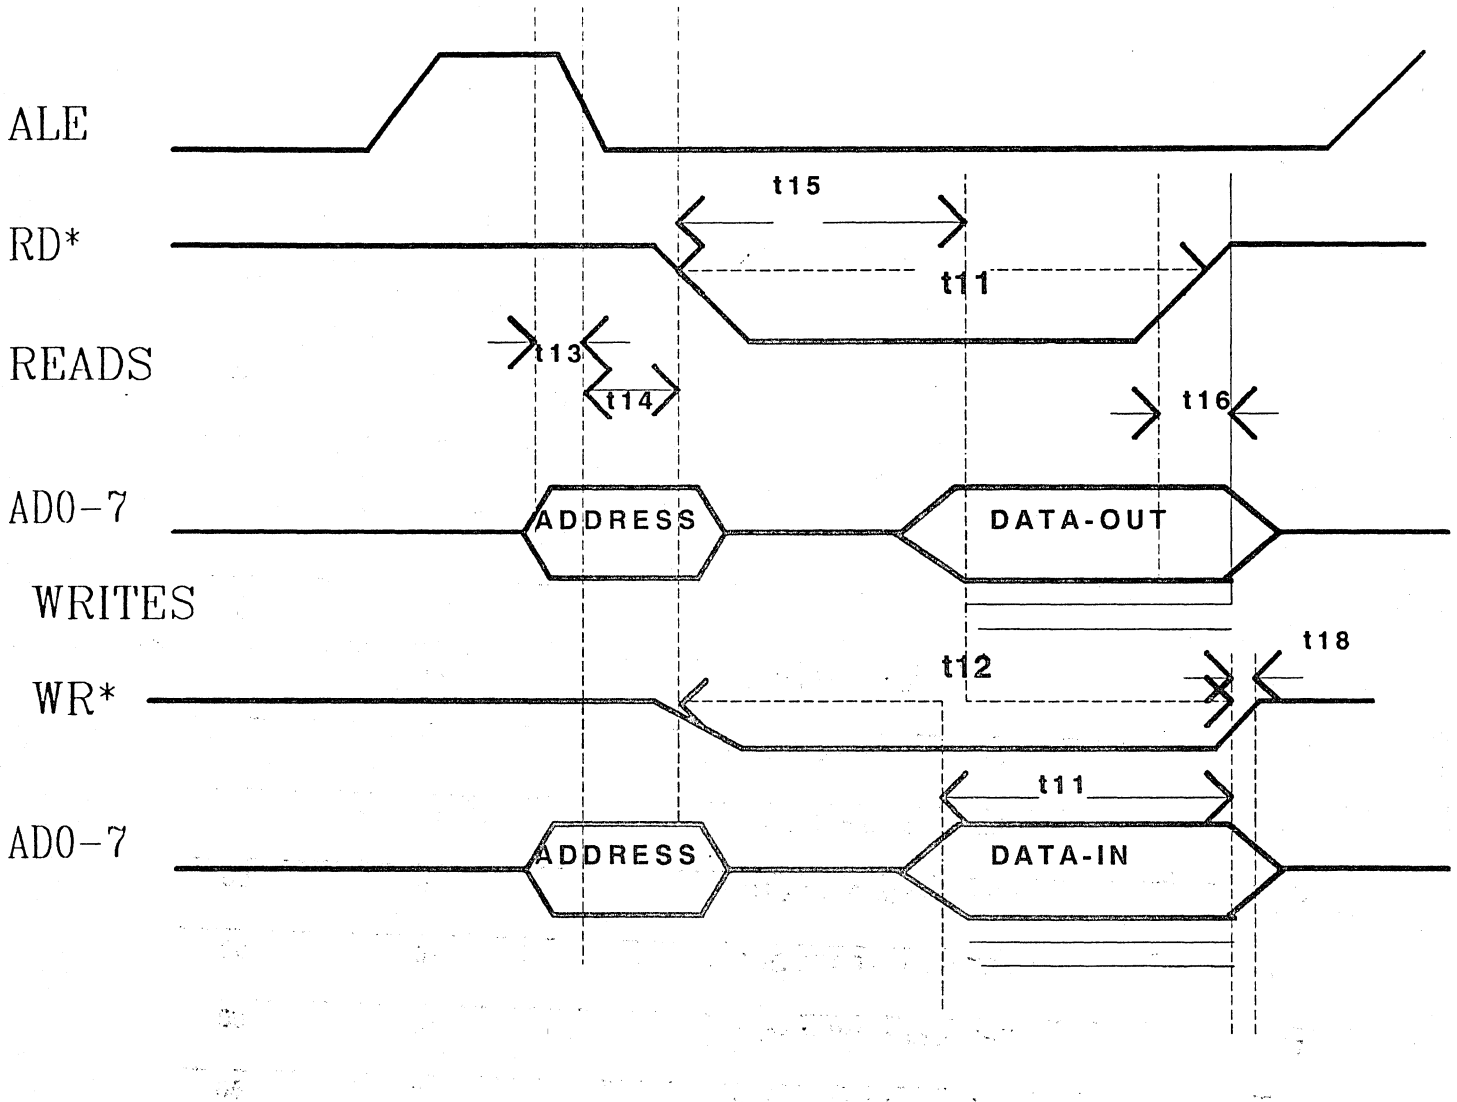 ALE
t15
RD*
t11
READS
t13
t14
t16
AD0-7
ADDRESS
DATA-OUT
WRITES
t18
t12
WR*
t11
AD0-7
ADDRESS
DATA-IN